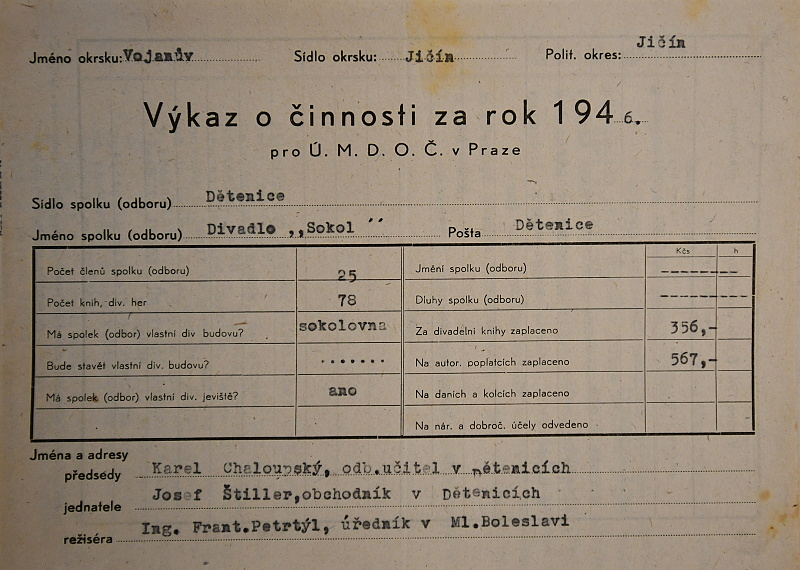 Jméno okrsku: Vojanův Sídlo okrsku: Jičín Polit. okres: Jičín
Výkaz o činnosti za rok 194 6.
pro Ú. M. D. O. Č. v Praze
Sídlo spolku (odboru) Dětenice
Jméno spolku (odboru) Divadlo ,,Sokol ´´ Pošta Dětenice
Kčs h
Počet členů spolku (odboru) 25 Jmění spolku (odboru) --------
Počet knih, div. her 78 Dluhy spolku (odboru) ---------
Má spolek (odbor) vlastní div budovu? sokolovna Za divadelni knihy zaplaceno 356,-
Bude stavět vlastní div. budovu? ....... Na autor. poplatcích zaplaceno 567,-
Má spolek (odbor) vlastní div. jeviště? ano Na daních a kolcích zaplaceno
Na nár. a dobroč. účely odvedeno
Jména a adresy
předsedy Karel Chaloupský, odb.učitel v Dětenicích
jednatele Josef Štiller,obchodník v Dětenicích
režiséra Ing. Frant.Petrtýl, úředník v Ml.Boleslavi